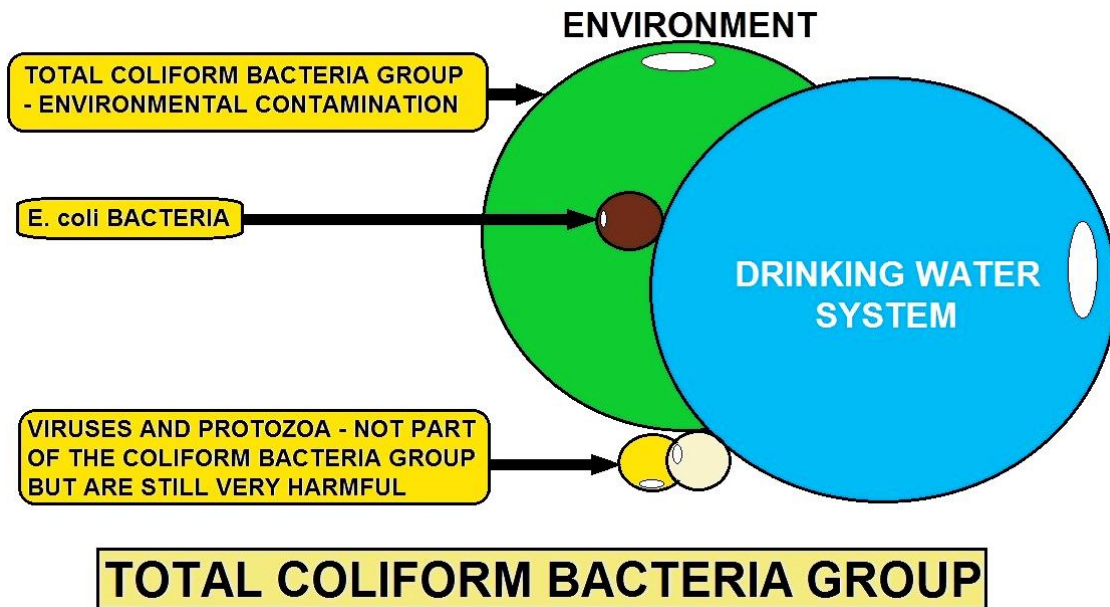 ENVIRONMENT
TOTAL COLIFORM BACTERIA GROUP
- ENVIRONMENTAL CONTAMINATION
E. coli BACTERIA
DRINKING WATER
SYSTEM
VIRUSES AND PROTOZOA - NOT PART
OF THE COLIFORM BACTERIA GROUP
BUT ARE STILL VERY HARMFUL
TOTAL COLIFORM BACTERIA GROUP